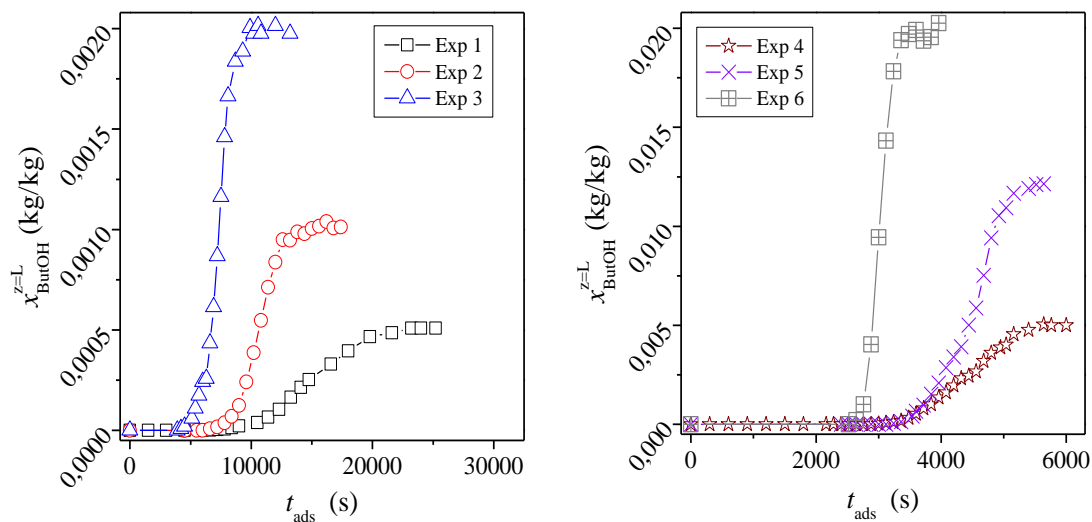 0,0020
0,0015
0,0010
0,0005
0,0000
x^{z=L}_{ButOH} (kg/kg)
Exp 1
Exp 2
Exp 3
0 10000 20000 30000
t_{ads} (s)
0,020
0,015
0,010
0,005
0,000
x^{z=L}_{ButOH} (kg/kg)
Exp 4
Exp 5
Exp 6
0 2000 4000 6000
t_{ads} (s)